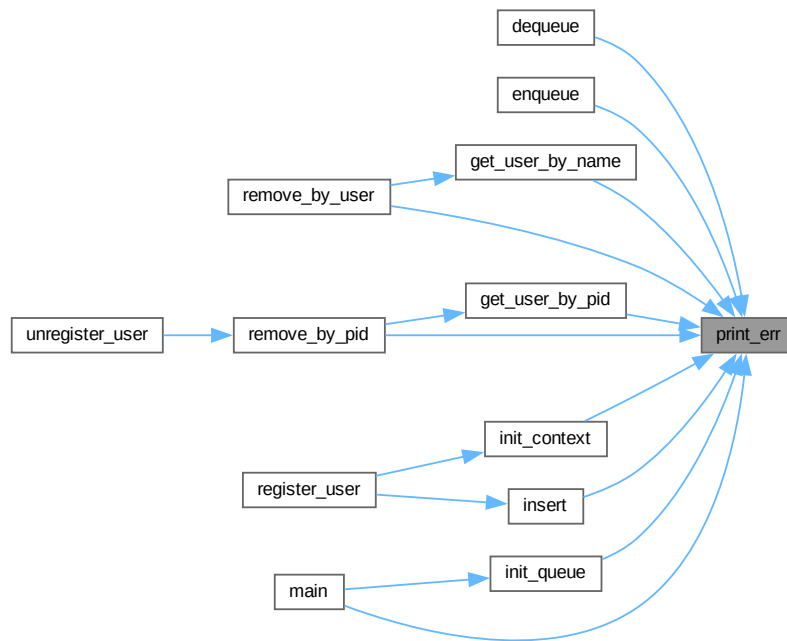 dequeue
enqueue
get_user_by_name
remove_by_user
get_user_by_pid
unregister_user
remove_by_pid
print_err
init_context
register_user
insert
init_queue
main